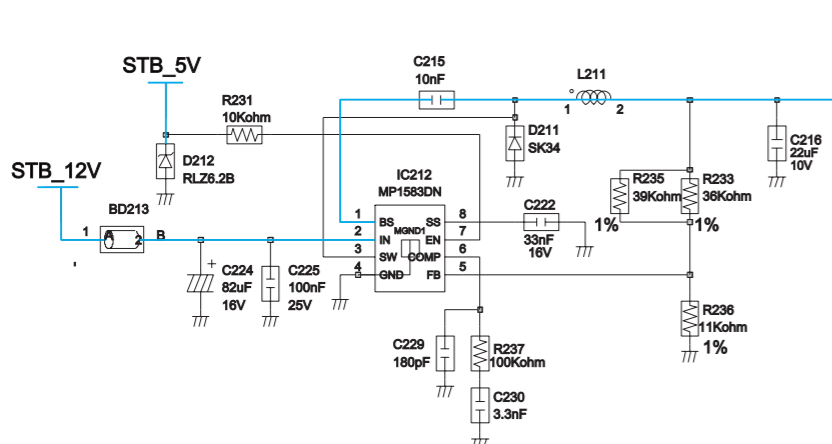 C215
10nF
L211
1 2
STB_5V
R231
10Kohm
D212
RLZ6.2B
D211
SK34
C216
22uF
10V
STB_12V
BD213
1 A 2 B
IC212
MP1583DN
R235
39Kohm
1%
R233
36Kohm
1%
1 BS
2 IN
3 SW
4 GND
MGND1
SS 8
EN 7
COMP 6
FB 5
C222
33nF
16V
C224
+
82uF
16V
C225
100nF
25V
R236
11Kohm
1%
C229
180pF
R237
100Kohm
C230
3.3nF